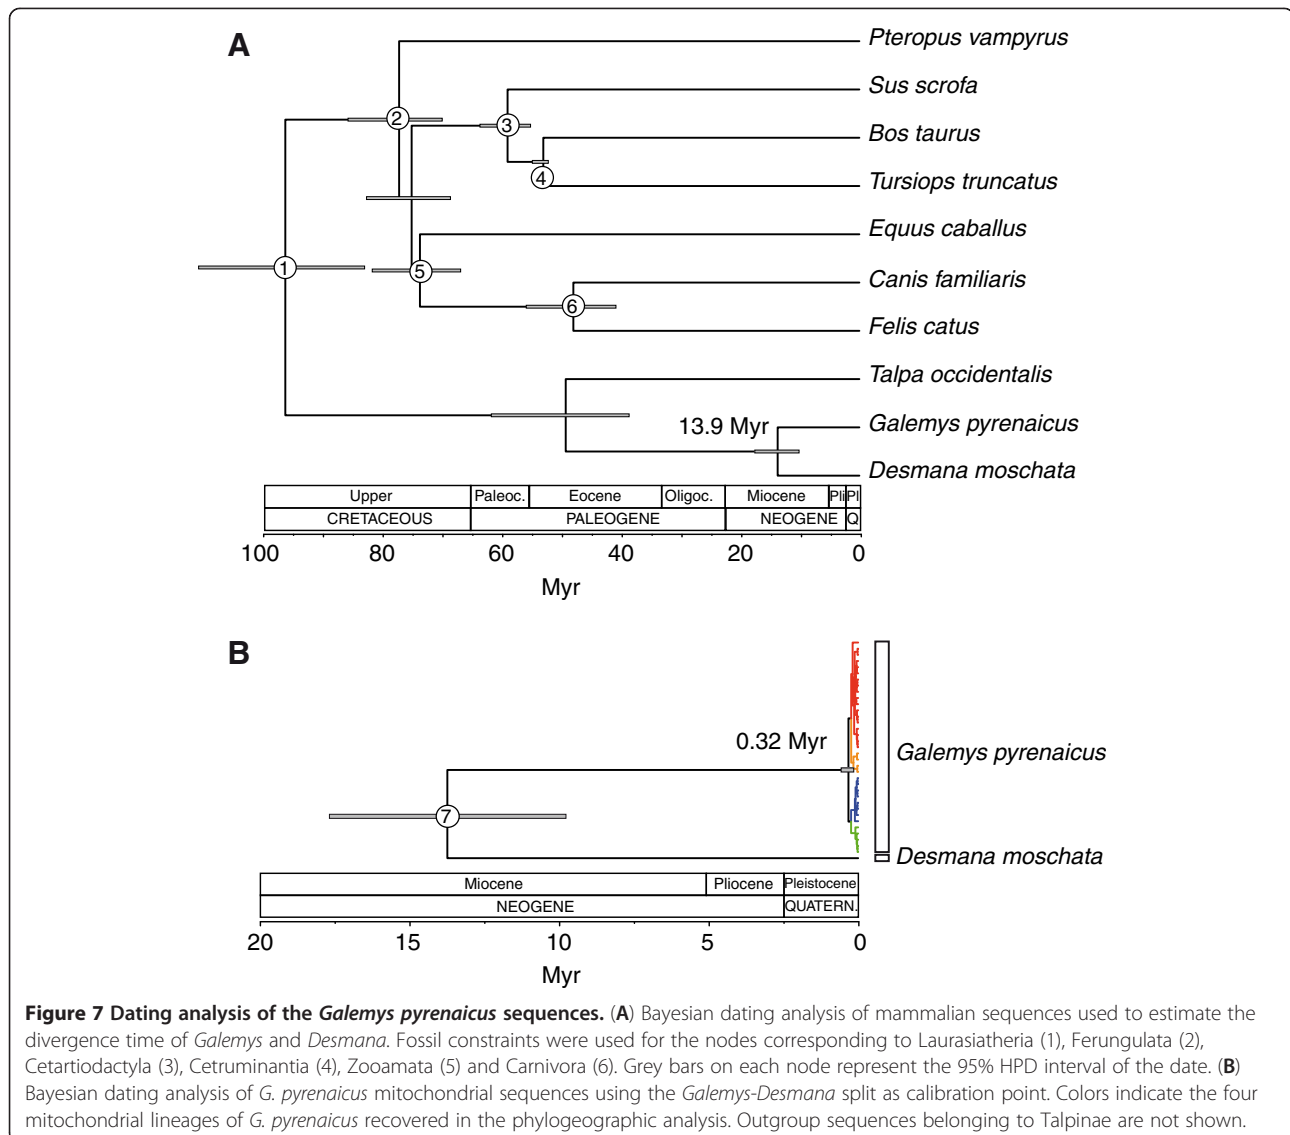 A
Pteropus vampyrus
Sus scrofa
2
3
Bos taurus
4
Tursiops truncatus
Equus caballus
1
5
Canis familiaris
6
Felis catus
Talpa occidentalis
13.9 Myr
Galemys pyrenaicus
Desmana moschata
Upper Paleoc. Eocene Oligoc. Miocene Pli Pl
CRETACEOUS PALEOGENE NEOGENE Q
100 80 60 40 20 0
Myr
B
0.32 Myr
Galemys pyrenaicus
7
Desmana moschata
Miocene Pliocene Pleistocene
NEOGENE QUATERN.
20 15 10 5 0
Myr
Figure 7 Dating analysis of the Galemys pyrenaicus sequences. (A) Bayesian dating analysis of mammalian sequences used to estimate the
divergence time of Galemys and Desmana. Fossil constraints were used for the nodes corresponding to Laurasiatheria (1), Ferungulata (2),
Cetartiodactyla (3), Cetruminantia (4), Zooamata (5) and Carnivora (6). Grey bars on each node represent the 95% HPD interval of the date. (B)
Bayesian dating analysis of G. pyrenaicus mitochondrial sequences using the Galemys-Desmana split as calibration point. Colors indicate the four
mitochondrial lineages of G. pyrenaicus recovered in the phylogeographic analysis. Outgroup sequences belonging to Talpinae are not shown.